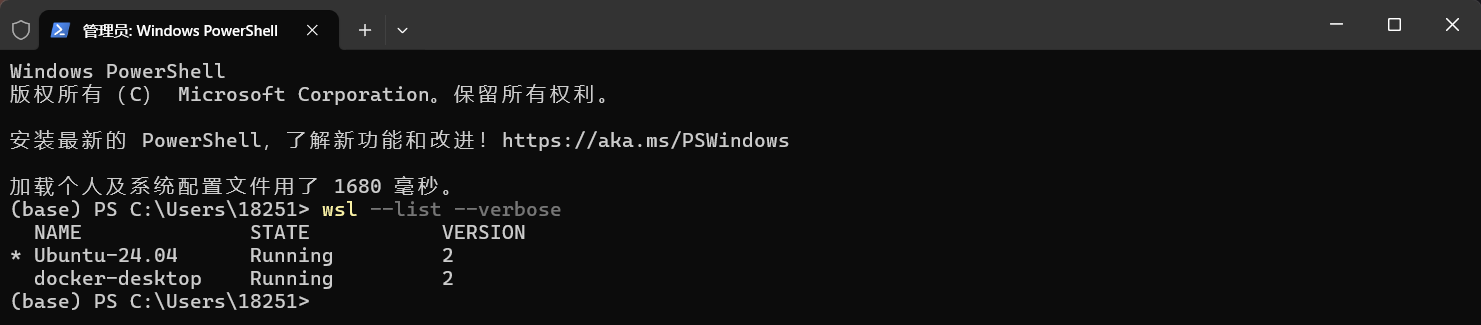 管理员: Windows PowerShell
Windows PowerShell
版权所有（C） Microsoft Corporation。保留所有权利。
安装最新的 PowerShell，了解新功能和改进！https://aka.ms/PSWindows
加载个人及系统配置文件用了 1680 毫秒。
(base) PS C:\Users\18251> wsl --list --verbose
  NAME              STATE           VERSION
* Ubuntu-24.04      Running         2
  docker-desktop    Running         2
(base) PS C:\Users\18251>